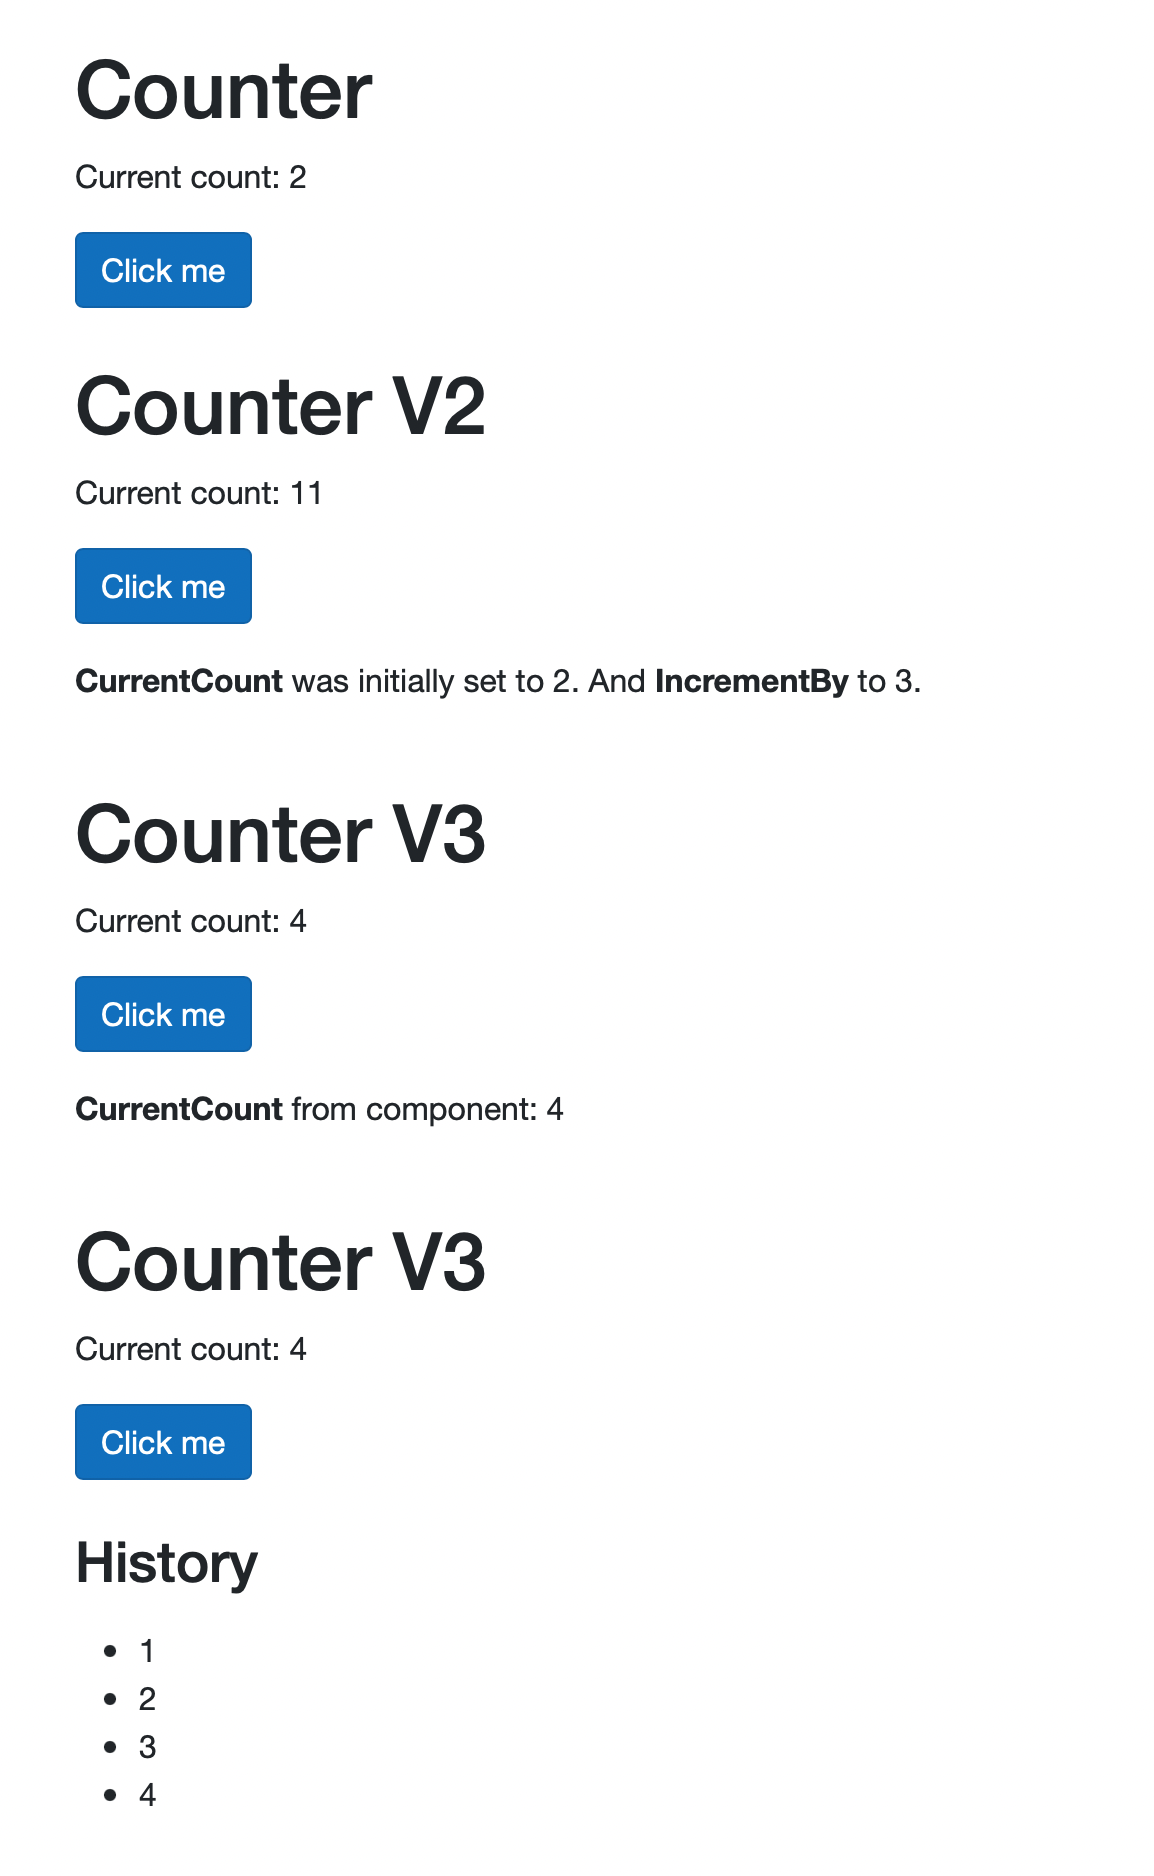 Counter
Current count: 2
Click me
Counter V2
Current count: 11
Click me
CurrentCount was initially set to 2. And IncrementBy to 3.
Counter V3
Current count: 4
Click me
CurrentCount from component: 4
Counter V3
Current count: 4
Click me
History
• 1
• 2
• 3
• 4